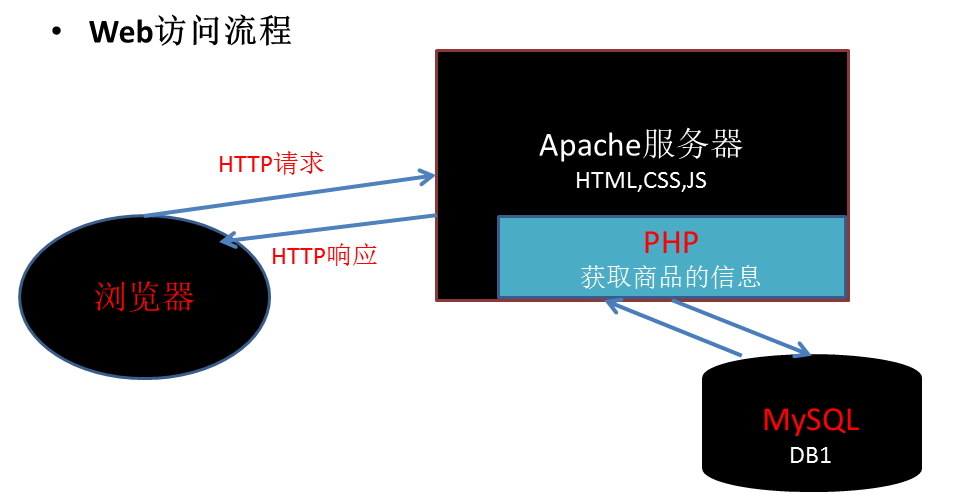 • Web访问流程
Apache服务器
HTML,CSS,JS
HTTP请求
HTTP响应
PHP
获取商品的信息
浏览器
MySQL
DB1